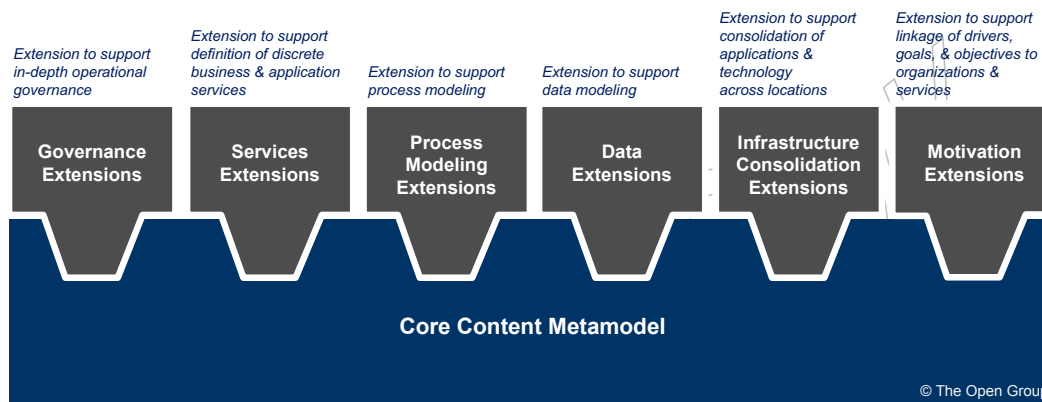 Extension to support
in-depth operational
governance
Extension to support
definition of discrete
business & application
services
Extension to support
process modeling
Extension to support
data modeling
Extension to support
consolidation of
applications &
technology
across locations
Extension to support
linkage of drivers,
goals, & objectives to
organizations &
services
Governance
Extensions
Services
Extensions
Process
Modeling
Extensions
Data
Extensions
Infrastructure
Consolidation
Extensions
Motivation
Extensions
Core Content Metamodel
© The Open Group